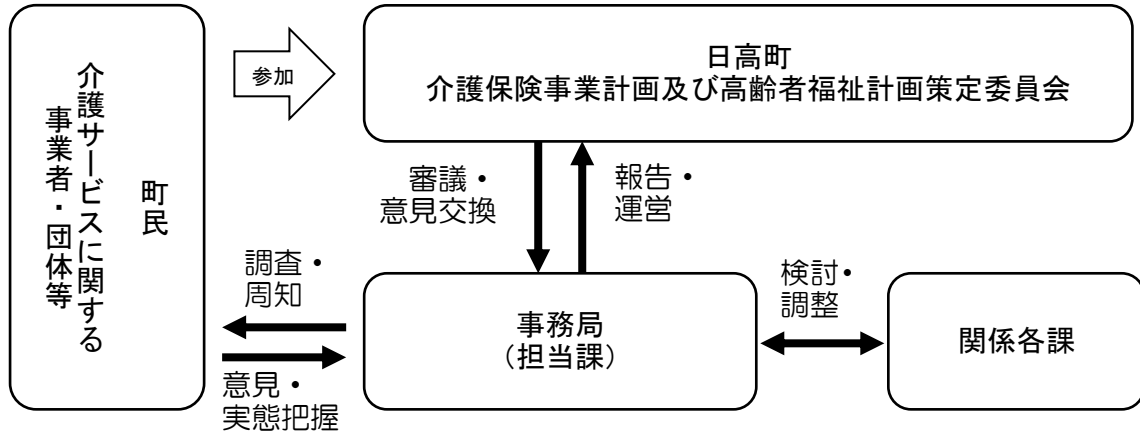 町民
介護サービスに関する
事業者・団体等
参加
日高町
介護保険事業計画及び高齢者福祉計画策定委員会
審議・
意見交換
報告・
運営
調査・
周知
意見・
実態把握
事務局
（担当課）
検討・
調整
関係各課